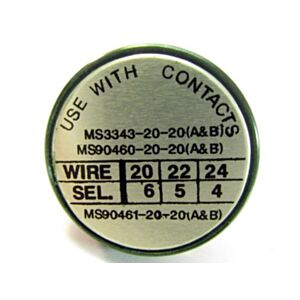 USE WITH CONTACTS
MS3343-20-20(A&B)
MS90460-20-20(A&B)
WIRE 20 22 24
SEL. 6 5 4
MS90461-20-20(A&B)